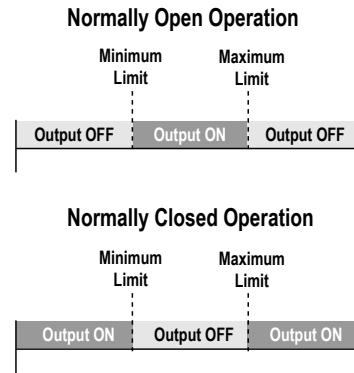 Normally Open Operation
Minimum Limit
Maximum Limit
Output OFF
Output ON
Output OFF
Normally Closed Operation
Minimum Limit
Maximum Limit
Output ON
Output OFF
Output ON